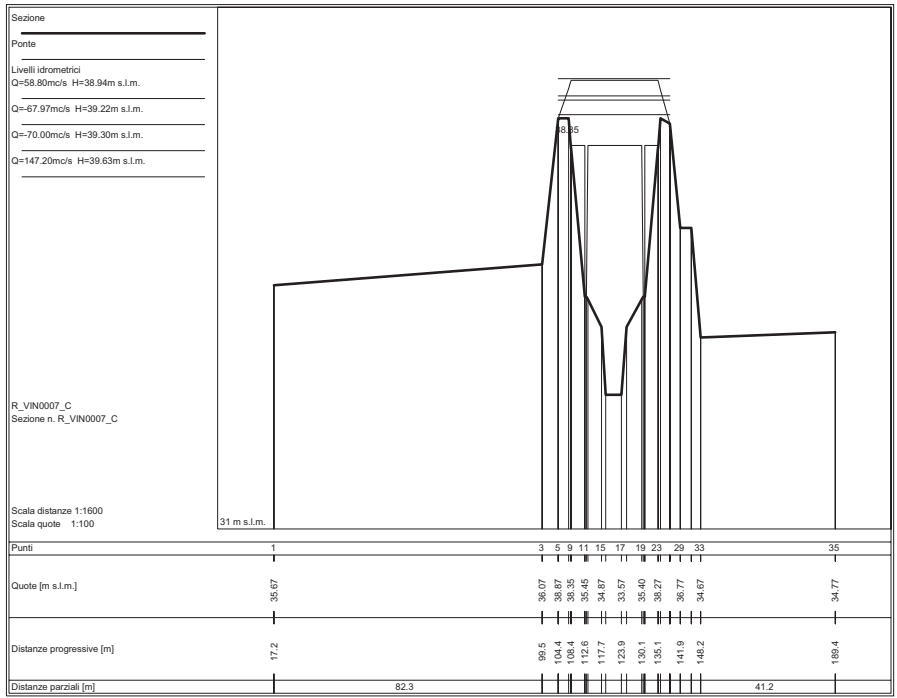 Sezione
Ponte
Livelli idrometrici
Q=58.80mc/s H=38.94m s.l.m.
Q=-67.97mc/s H=39.22m s.l.m.
Q=-70.00mc/s H=39.30m s.l.m.
Q=147.20mc/s H=39.63m s.l.m.
38.35
R_VIN0007_C
Sezione n. R_VIN0007_C
Scala distanze 1:1600
Scala quote 1:100
31 m s.l.m.
Punti 1 3 5 9 11 15 17 19 23 29 33 35
Quote [m s.l.m.] 35.67 36.07 38.87 38.35 35.45 34.87 33.57 35.40 38.27 36.77 34.67 34.77
Distanze progressive [m] 17.2 99.5 104.4 108.4 112.6 117.7 123.9 130.1 135.1 141.9 148.2 189.4
Distanze parziali [m] 82.3 41.2